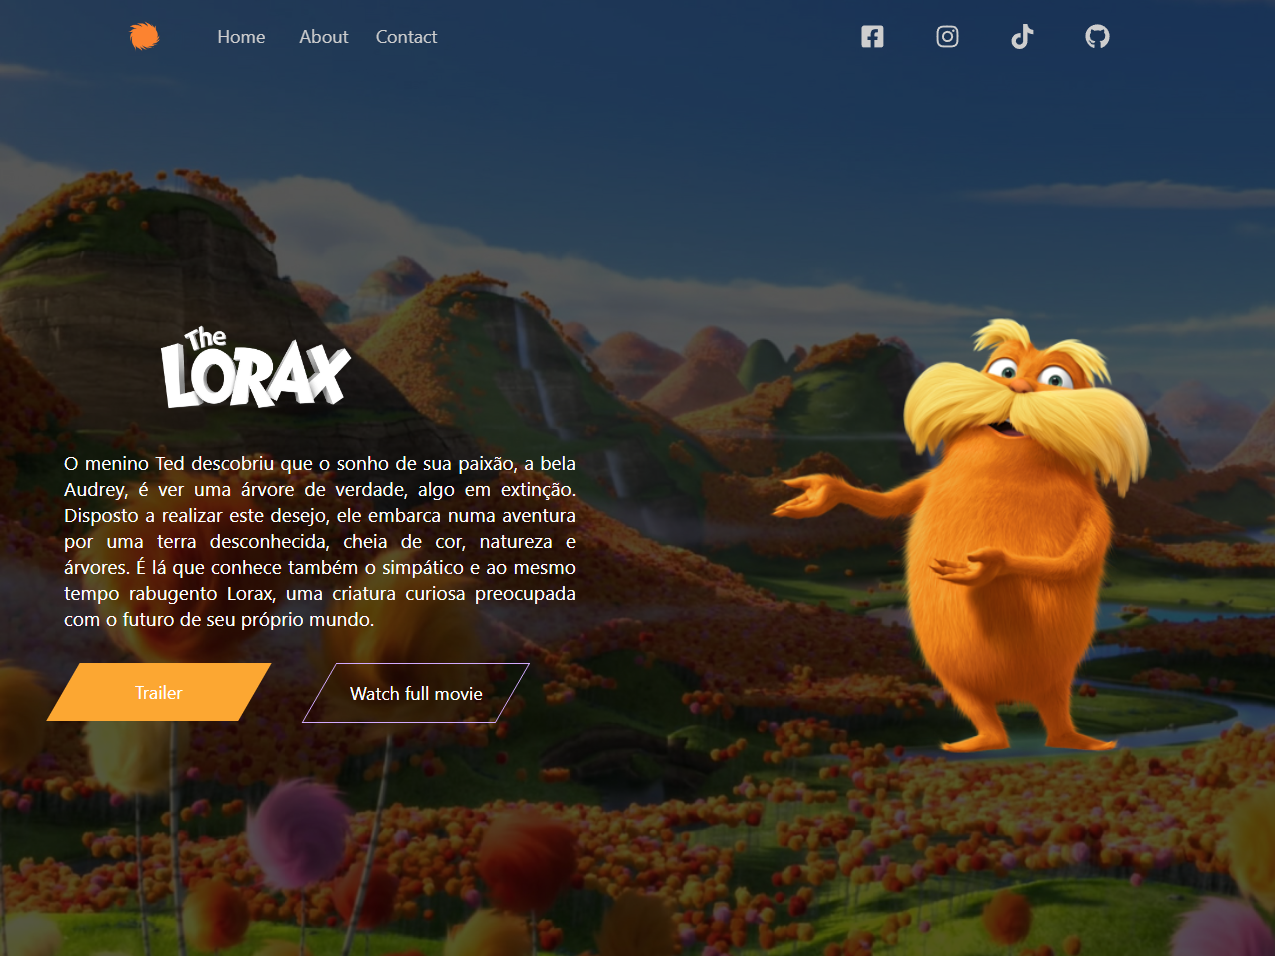 Home About Contact
The
LORAX
O menino Ted descobriu que o sonho de sua paixão, a bela
Audrey, é ver uma árvore de verdade, algo em extinção.
Disposto a realizar este desejo, ele embarca numa aventura
por uma terra desconhecida, cheia de cor, natureza e
árvores. É lá que conhece também o simpático e ao mesmo
tempo rabugento Lorax, uma criatura curiosa preocupada
com o futuro de seu próprio mundo.
Trailer
Watch full movie